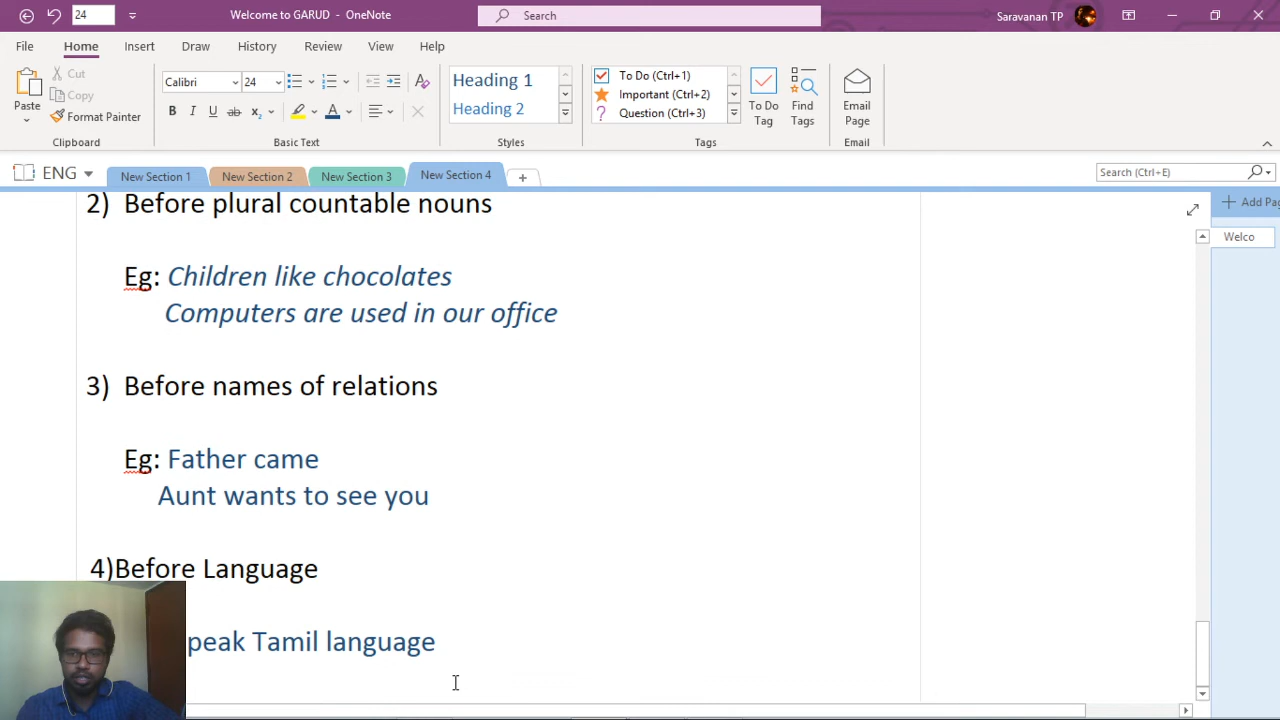 24
Welcome to GARUD - OneNote
Search
Saravanan TP
File Home Insert Draw History Review View Help
Paste
Cut
Copy
Format Painter
Clipboard
Calibri 24
B I U ab x₂ A
Basic Text
Heading 1
Heading 2
Styles
To Do (Ctrl+1)
Important (Ctrl+2)
Question (Ctrl+3)
To Do Tag
Find Tags
Tags
Email Page
Email
ENG
New Section 1 New Section 2 New Section 3 New Section 4
Search (Ctrl+E)
Add Pag
Welco
2) Before plural countable nouns
Eg: Children like chocolates
Computers are used in our office
3) Before names of relations
Eg: Father came
Aunt wants to see you
4)Before Language
peak Tamil language